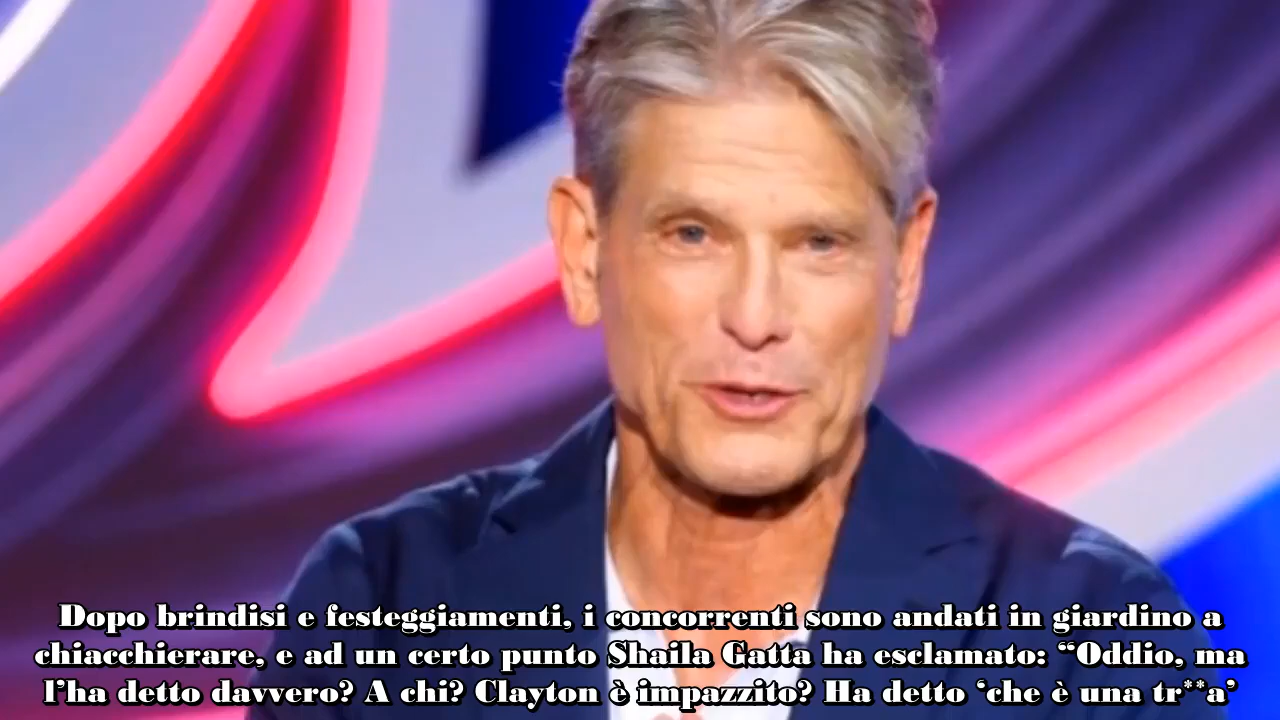 Dopo brindisi e festeggiamenti, i concorrenti sono andati in giardino a
chiacchierare, e ad un certo punto Shaila Gatta ha esclamato: “Oddio, ma
l’ha detto davvero? A chi? Clayton è impazzito? Ha detto ‘che è una tr**a’